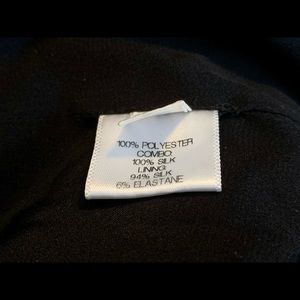 100% POLYESTER
COMBO:
100% SILK
LINING:
94% SILK
6% ELASTANE